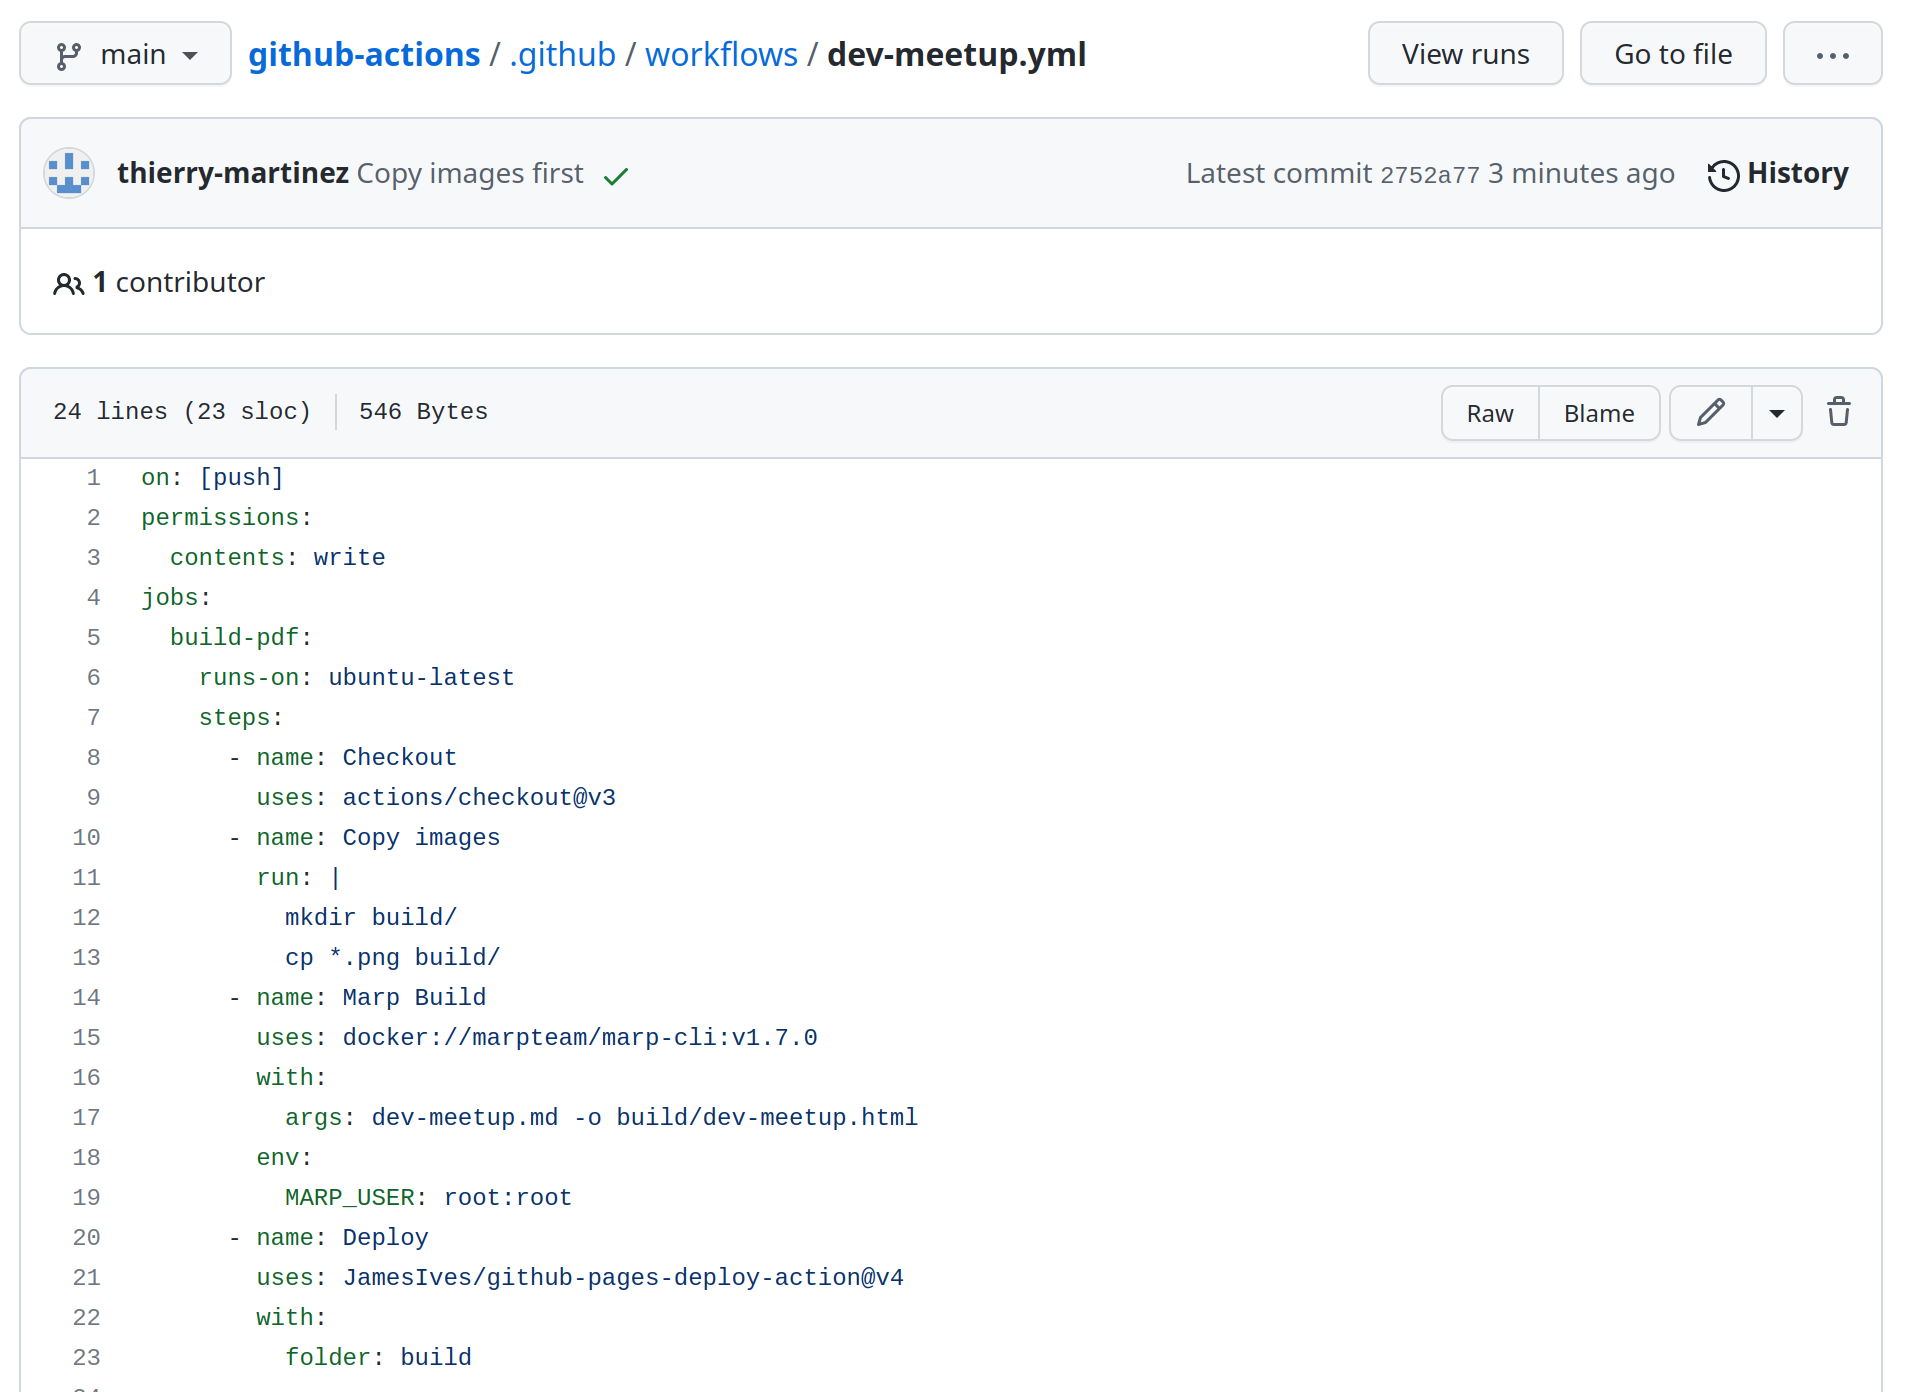 main github-actions / .github / workflows / dev-meetup.yml View runs Go to file ...
thierry-martinez Copy images first Latest commit 2752a77 3 minutes ago History
1 contributor
24 lines (23 sloc) 546 Bytes Raw Blame
1 on: [push]
2 permissions:
3   contents: write
4 jobs:
5   build-pdf:
6     runs-on: ubuntu-latest
7     steps:
8       - name: Checkout
9         uses: actions/checkout@v3
10       - name: Copy images
11         run: |
12           mkdir build/
13           cp *.png build/
14       - name: Marp Build
15         uses: docker://marpteam/marp-cli:v1.7.0
16         with:
17           args: dev-meetup.md -o build/dev-meetup.html
18         env:
19           MARP_USER: root:root
20       - name: Deploy
21         uses: JamesIves/github-pages-deploy-action@v4
22         with:
23           folder: build